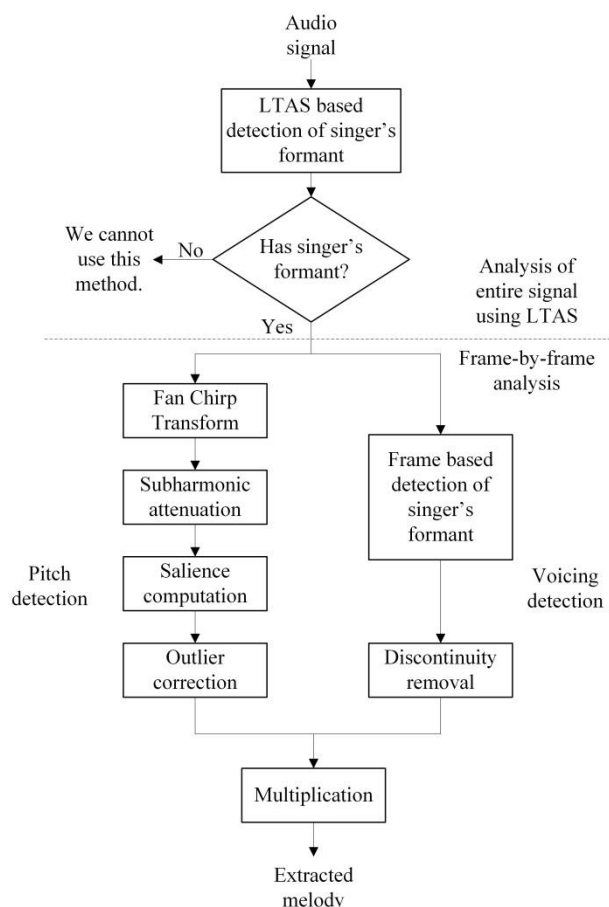 Audio
signal
LTAS based
detection of singer's
formant
We cannot
use this
method.
No
Has singer's
formant?
Yes
Analysis of
entire signal
using LTAS
Frame-by-frame
analysis
Fan Chirp
Transform
Subharmonic
attenuation
Salience
computation
Outlier
correction
Pitch
detection
Frame based
detection of
singer's
formant
Discontinuity
removal
Voicing
detection
Multiplication
Extracted
melody